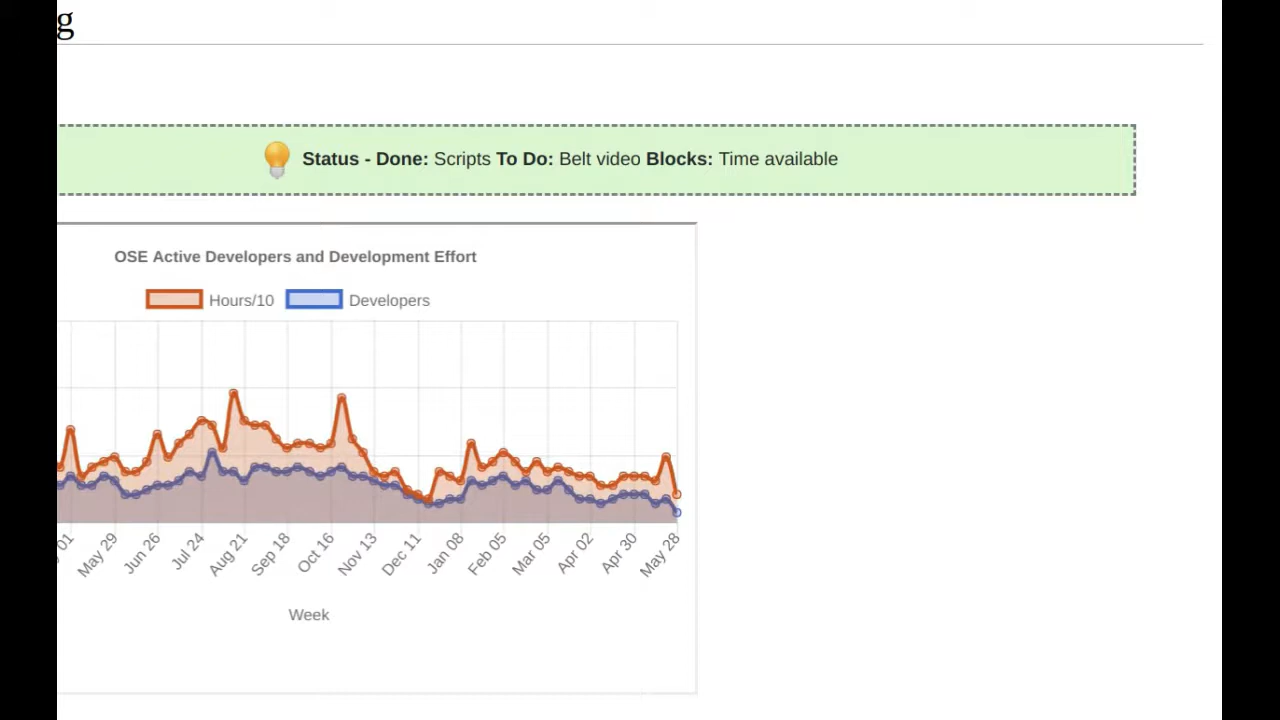 g
Status - Done: Scripts To Do: Belt video Blocks: Time available
OSE Active Developers and Development Effort
Hours/10 Developers
01 May 29 Jun 26 Jul 24 Aug 21 Sep 18 Oct 16 Nov 13 Dec 11 Jan 08 Feb 05 Mar 05 Apr 02 Apr 30 May 28
Week